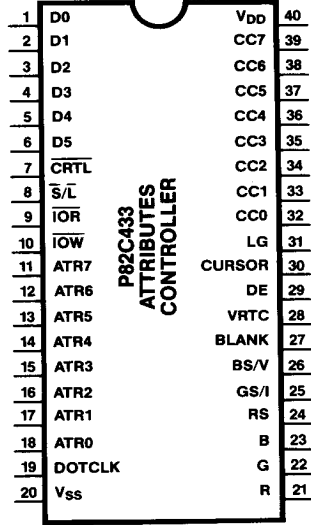 1 D0 VDD 40
2 D1 CC7 39
3 D2 CC6 38
4 D3 CC5 37
5 D4 CC4 36
6 D5 CC3 35
7 C̅R̅T̅L̅ CC2 34
8 S̅/L̅ CC1 33
9 I̅O̅R̅ CC0 32
10 I̅O̅W̅ LG 31
11 ATR7 CURSOR 30
12 ATR6 DE 29
13 ATR5 VRTC 28
14 ATR4 BLANK 27
15 ATR3 BS/V 26
16 ATR2 GS/I 25
17 ATR1 RS 24
18 ATR0 B 23
19 DOTCLK G 22
20 VSS R 21
P82C433
ATTRIBUTES
CONTROLLER